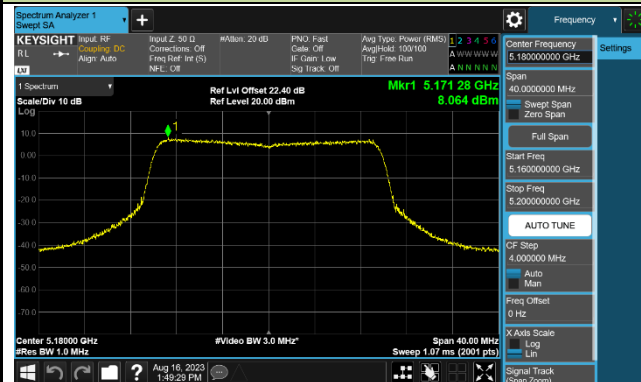 Spectrum Analyzer 1
Swept SA
+
Frequency
KEYSIGHT
RL
Input: RF
Coupling: DC
Align: Auto
Input Z: 50 Ω
Corrections: Off
Freq Ref: Int (S)
NFE: Off
#Atten: 20 dB
PNO: Fast
Gate: Off
IF Gain: Low
Sig Track: Off
Avg Type: Power (RMS)
Avg|Hold: 100/100
Trig: Free Run
1 2 3 4 5 6
A W W W W W
A N N N N N
LXI
1 Spectrum
Scale/Div 10 dB
Log
Ref Lvl Offset 22.40 dB
Ref Level 20.00 dBm
Mkr1 5.171 28 GHz
8.064 dBm
1
10.0
0.00
-10.0
-20.0
-30.0
-40.0
-50.0
-60.0
-70.0
Center 5.18000 GHz
#Res BW 1.0 MHz
#Video BW 3.0 MHz*
Span 40.00 MHz
Sweep 1.07 ms (2001 pts)
Aug 16, 2023
1:49:29 PM
Center Frequency
5.18000000 GHz
Settings
Span
40.0000000 MHz
Swept Span
Zero Span
Full Span
Start Freq
5.160000000 GHz
Stop Freq
5.200000000 GHz
AUTO TUNE
CF Step
4.000000 MHz
Auto
Man
Freq Offset
0 Hz
X Axis Scale
Log
Lin
Signal Track
(Span Zoom)